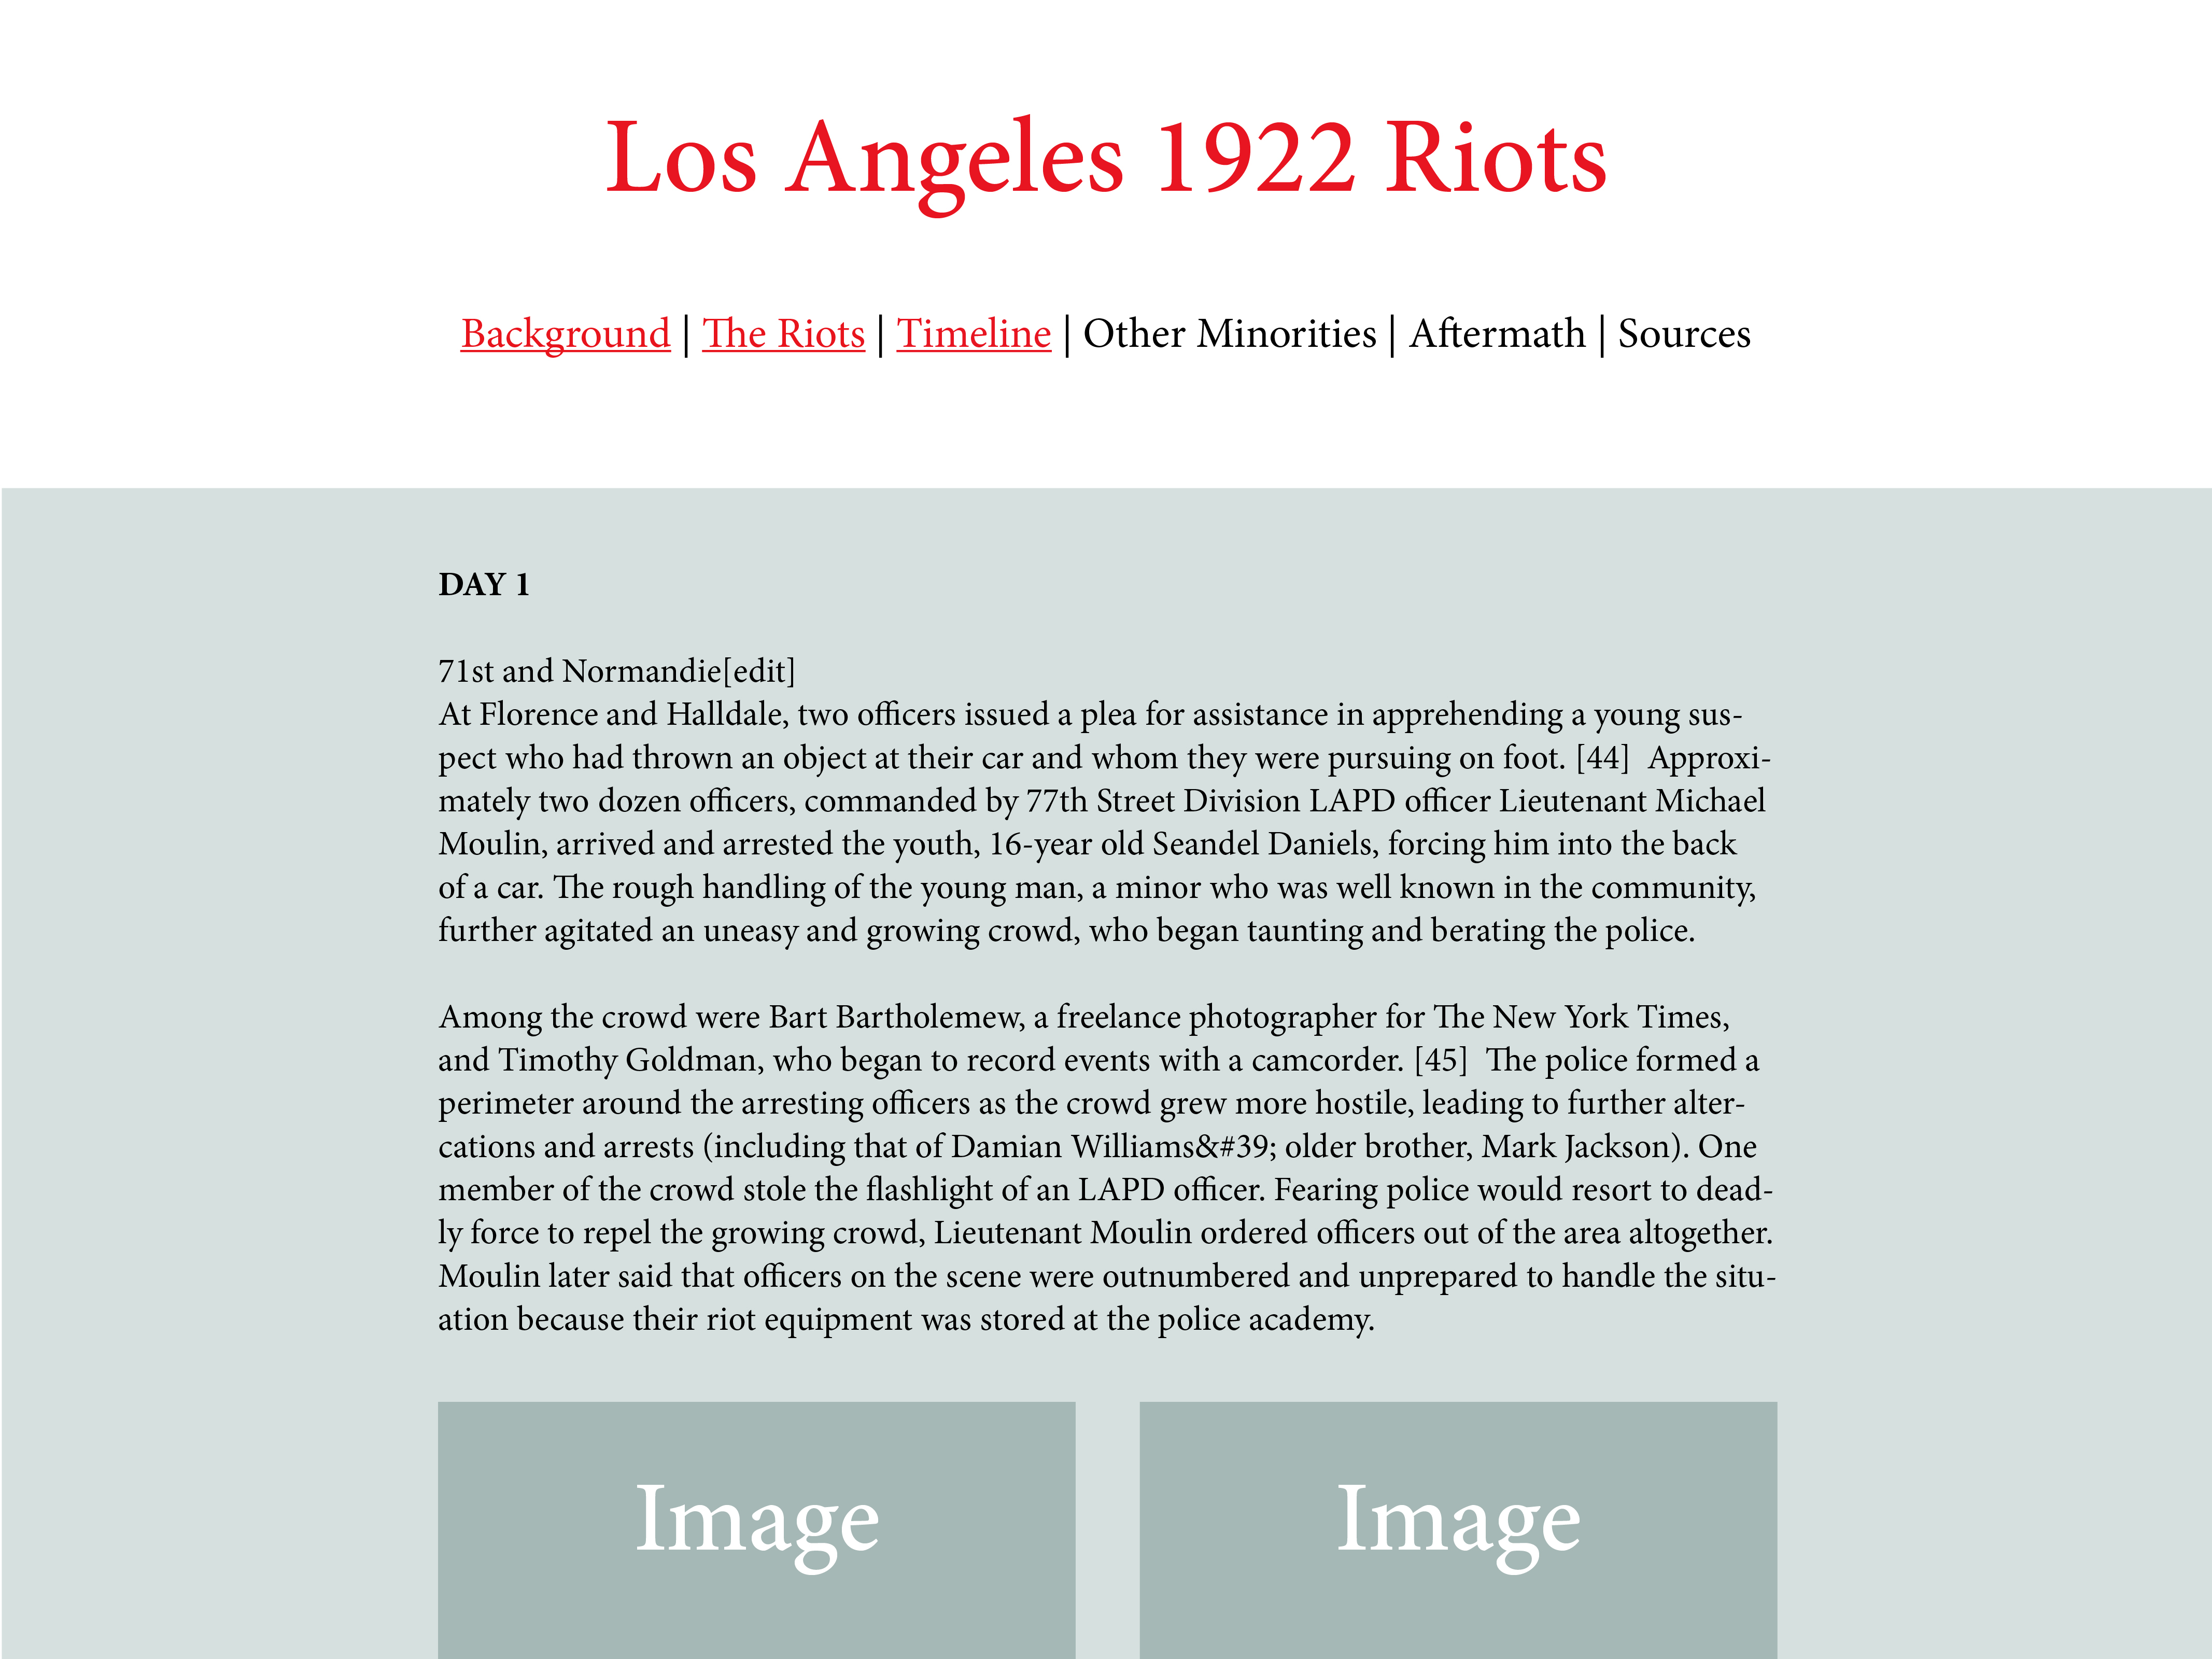 Los Angeles 1922 Riots
Background | The Riots | Timeline | Other Minorities | Aftermath | Sources
DAY 1
71st and Normandie[edit]
At Florence and Halldale, two officers issued a plea for assistance in apprehending a young sus-
pect who had thrown an object at their car and whom they were pursuing on foot. [44]  Approxi-
mately two dozen officers, commanded by 77th Street Division LAPD officer Lieutenant Michael
Moulin, arrived and arrested the youth, 16-year old Seandel Daniels, forcing him into the back
of a car. The rough handling of the young man, a minor who was well known in the community,
further agitated an uneasy and growing crowd, who began taunting and berating the police.
Among the crowd were Bart Bartholemew, a freelance photographer for The New York Times,
and Timothy Goldman, who began to record events with a camcorder. [45]  The police formed a
perimeter around the arresting officers as the crowd grew more hostile, leading to further alter-
cations and arrests (including that of Damian Williams&#39; older brother, Mark Jackson). One
member of the crowd stole the flashlight of an LAPD officer. Fearing police would resort to dead-
ly force to repel the growing crowd, Lieutenant Moulin ordered officers out of the area altogether.
Moulin later said that officers on the scene were outnumbered and unprepared to handle the situ-
ation because their riot equipment was stored at the police academy.
Image
Image